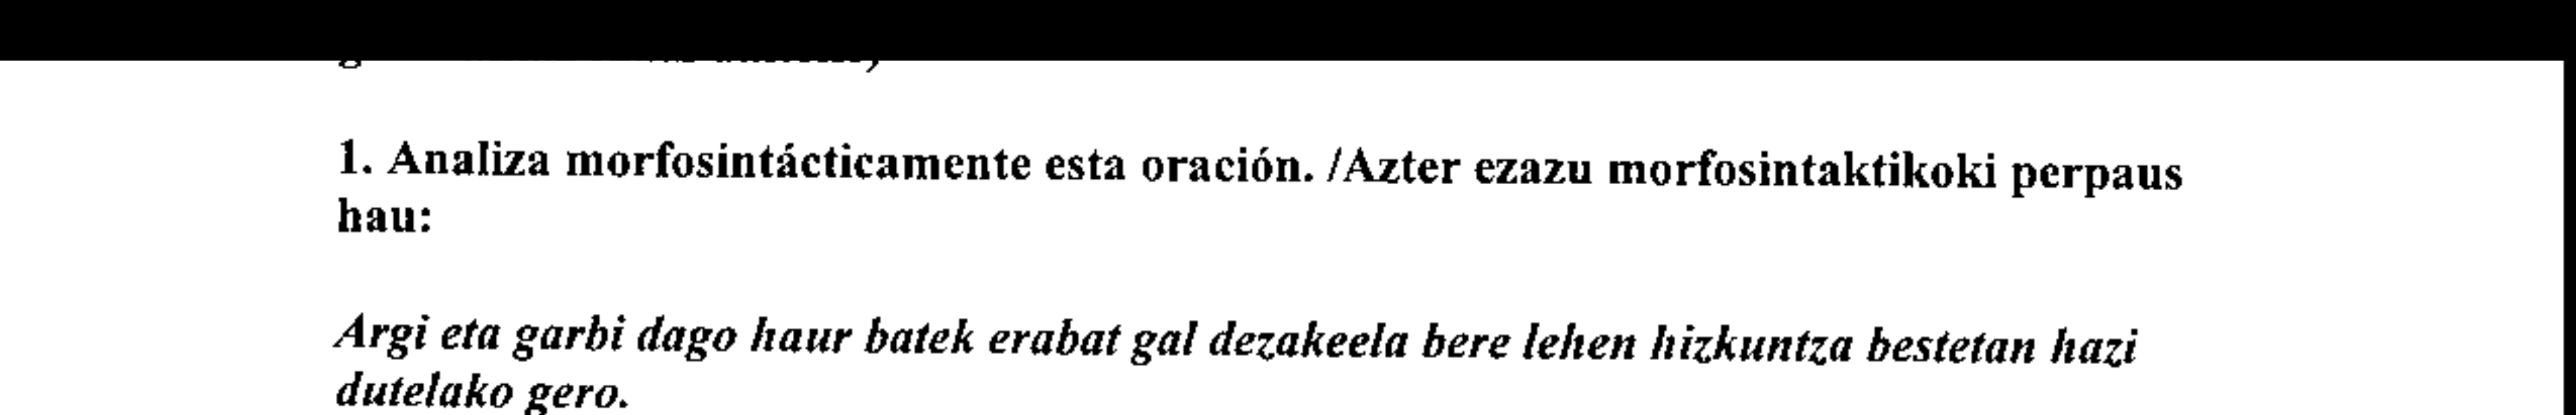 1. Analiza morfosintácticamente esta oración. /Azter ezazu morfosintaktikoki perpaus
hau:
Argi eta garbi dago haur batek erabat gal dezakeela bere lehen hizkuntza bestetan hazi
dutelako gero.